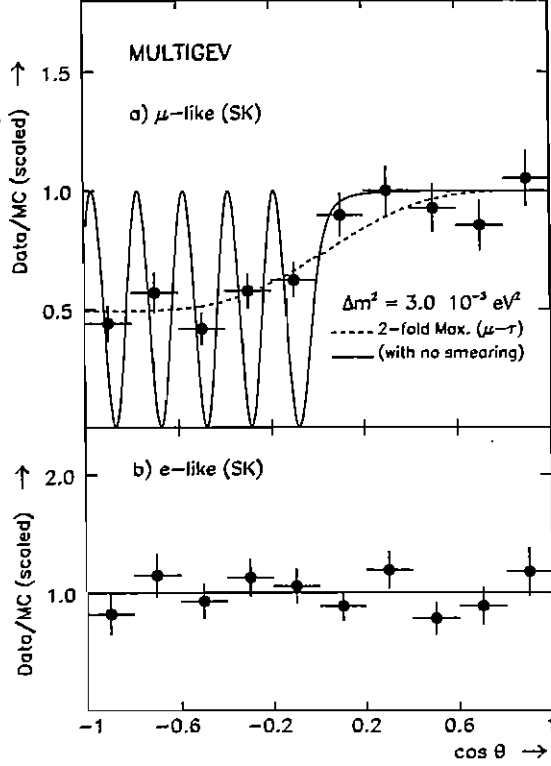 MULTIGEV
a) μ-like (SK)
Data/MC (scaled) →
1.5
1.0
0.5
Δm² = 3.0 10⁻³ eV²
2-fold Max. (μ-τ)
(with no smearing)
b) e-like (SK)
Data/MC (scaled) →
2.0
1.0
-1 -0.6 -0.2 0.2 0.6 1
cos θ →